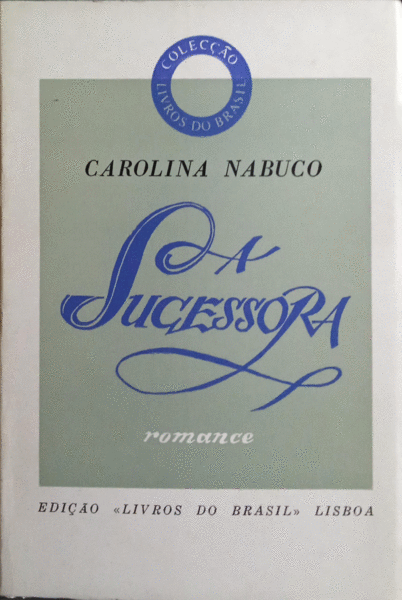 COLECÇÃO
LIVROS DO BRASIL
CAROLINA NABUCO
A
SUCESSORA
romance
EDIÇÃO «LIVROS DO BRASIL» LISBOA